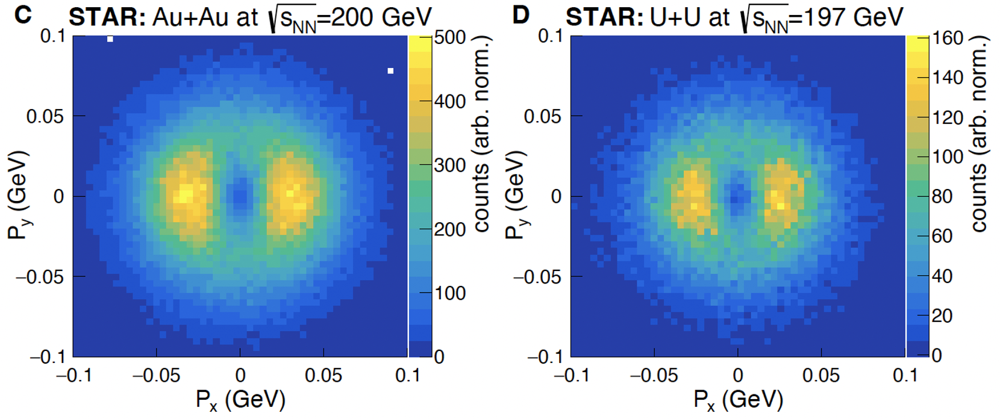 C STAR: Au+Au at √sNN=200 GeV
0.1
0.05
0
−0.05
−0.1
Py (GeV)
−0.1 −0.05 0 0.05 0.1
Px (GeV)
500
400
300
200
100
0
counts (arb. norm.)
D STAR: U+U at √sNN=197 GeV
0.1
0.05
0
−0.05
−0.1
Py (GeV)
−0.1 −0.05 0 0.05 0.1
Px (GeV)
160
140
120
100
80
60
40
20
0
counts (arb. norm.)